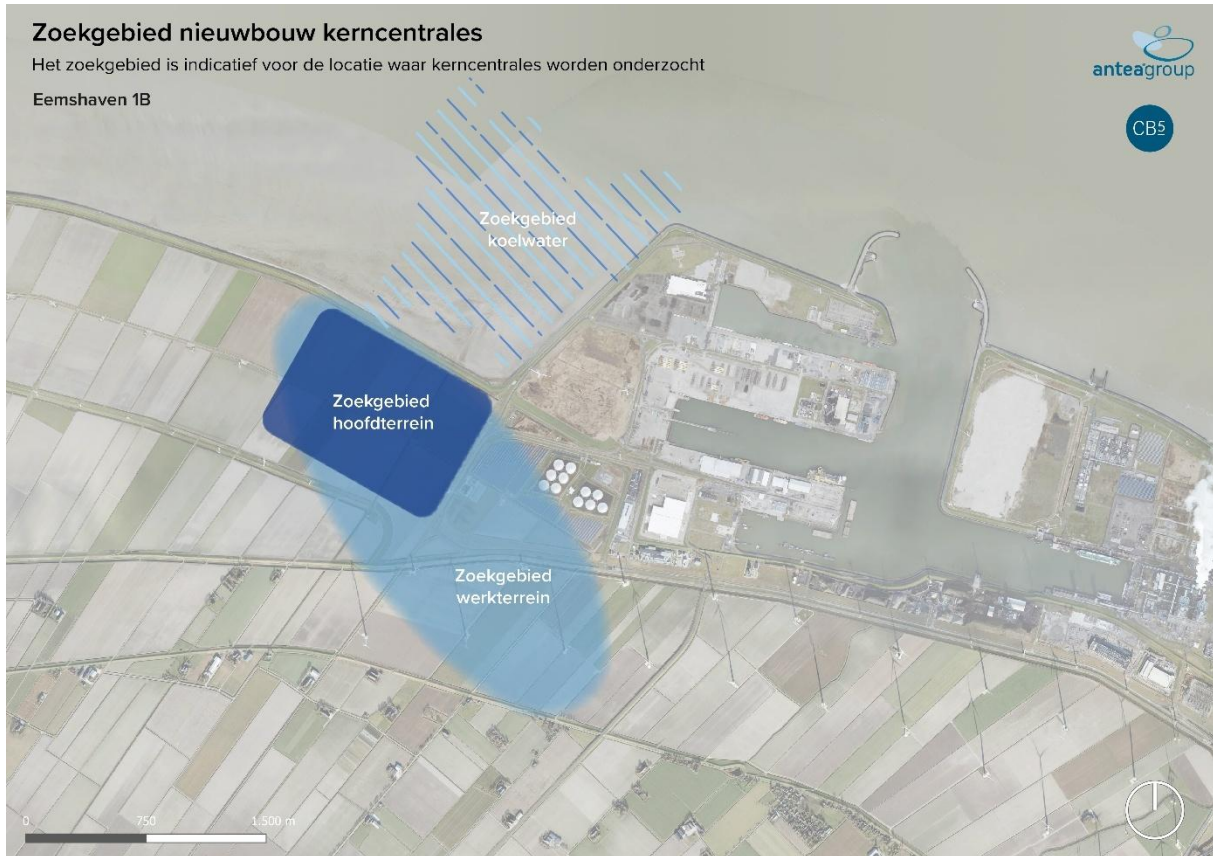 Zoekgebied nieuwbouw kerncentrales
Het zoekgebied is indicatief voor de locatie waar kerncentrales worden onderzocht
Eemshaven 1B
anteagroup
CB5
Zoekgebied
koelwater
Zoekgebied
hoofdterrein
Zoekgebied
werkterrein
0 750 1.500 m